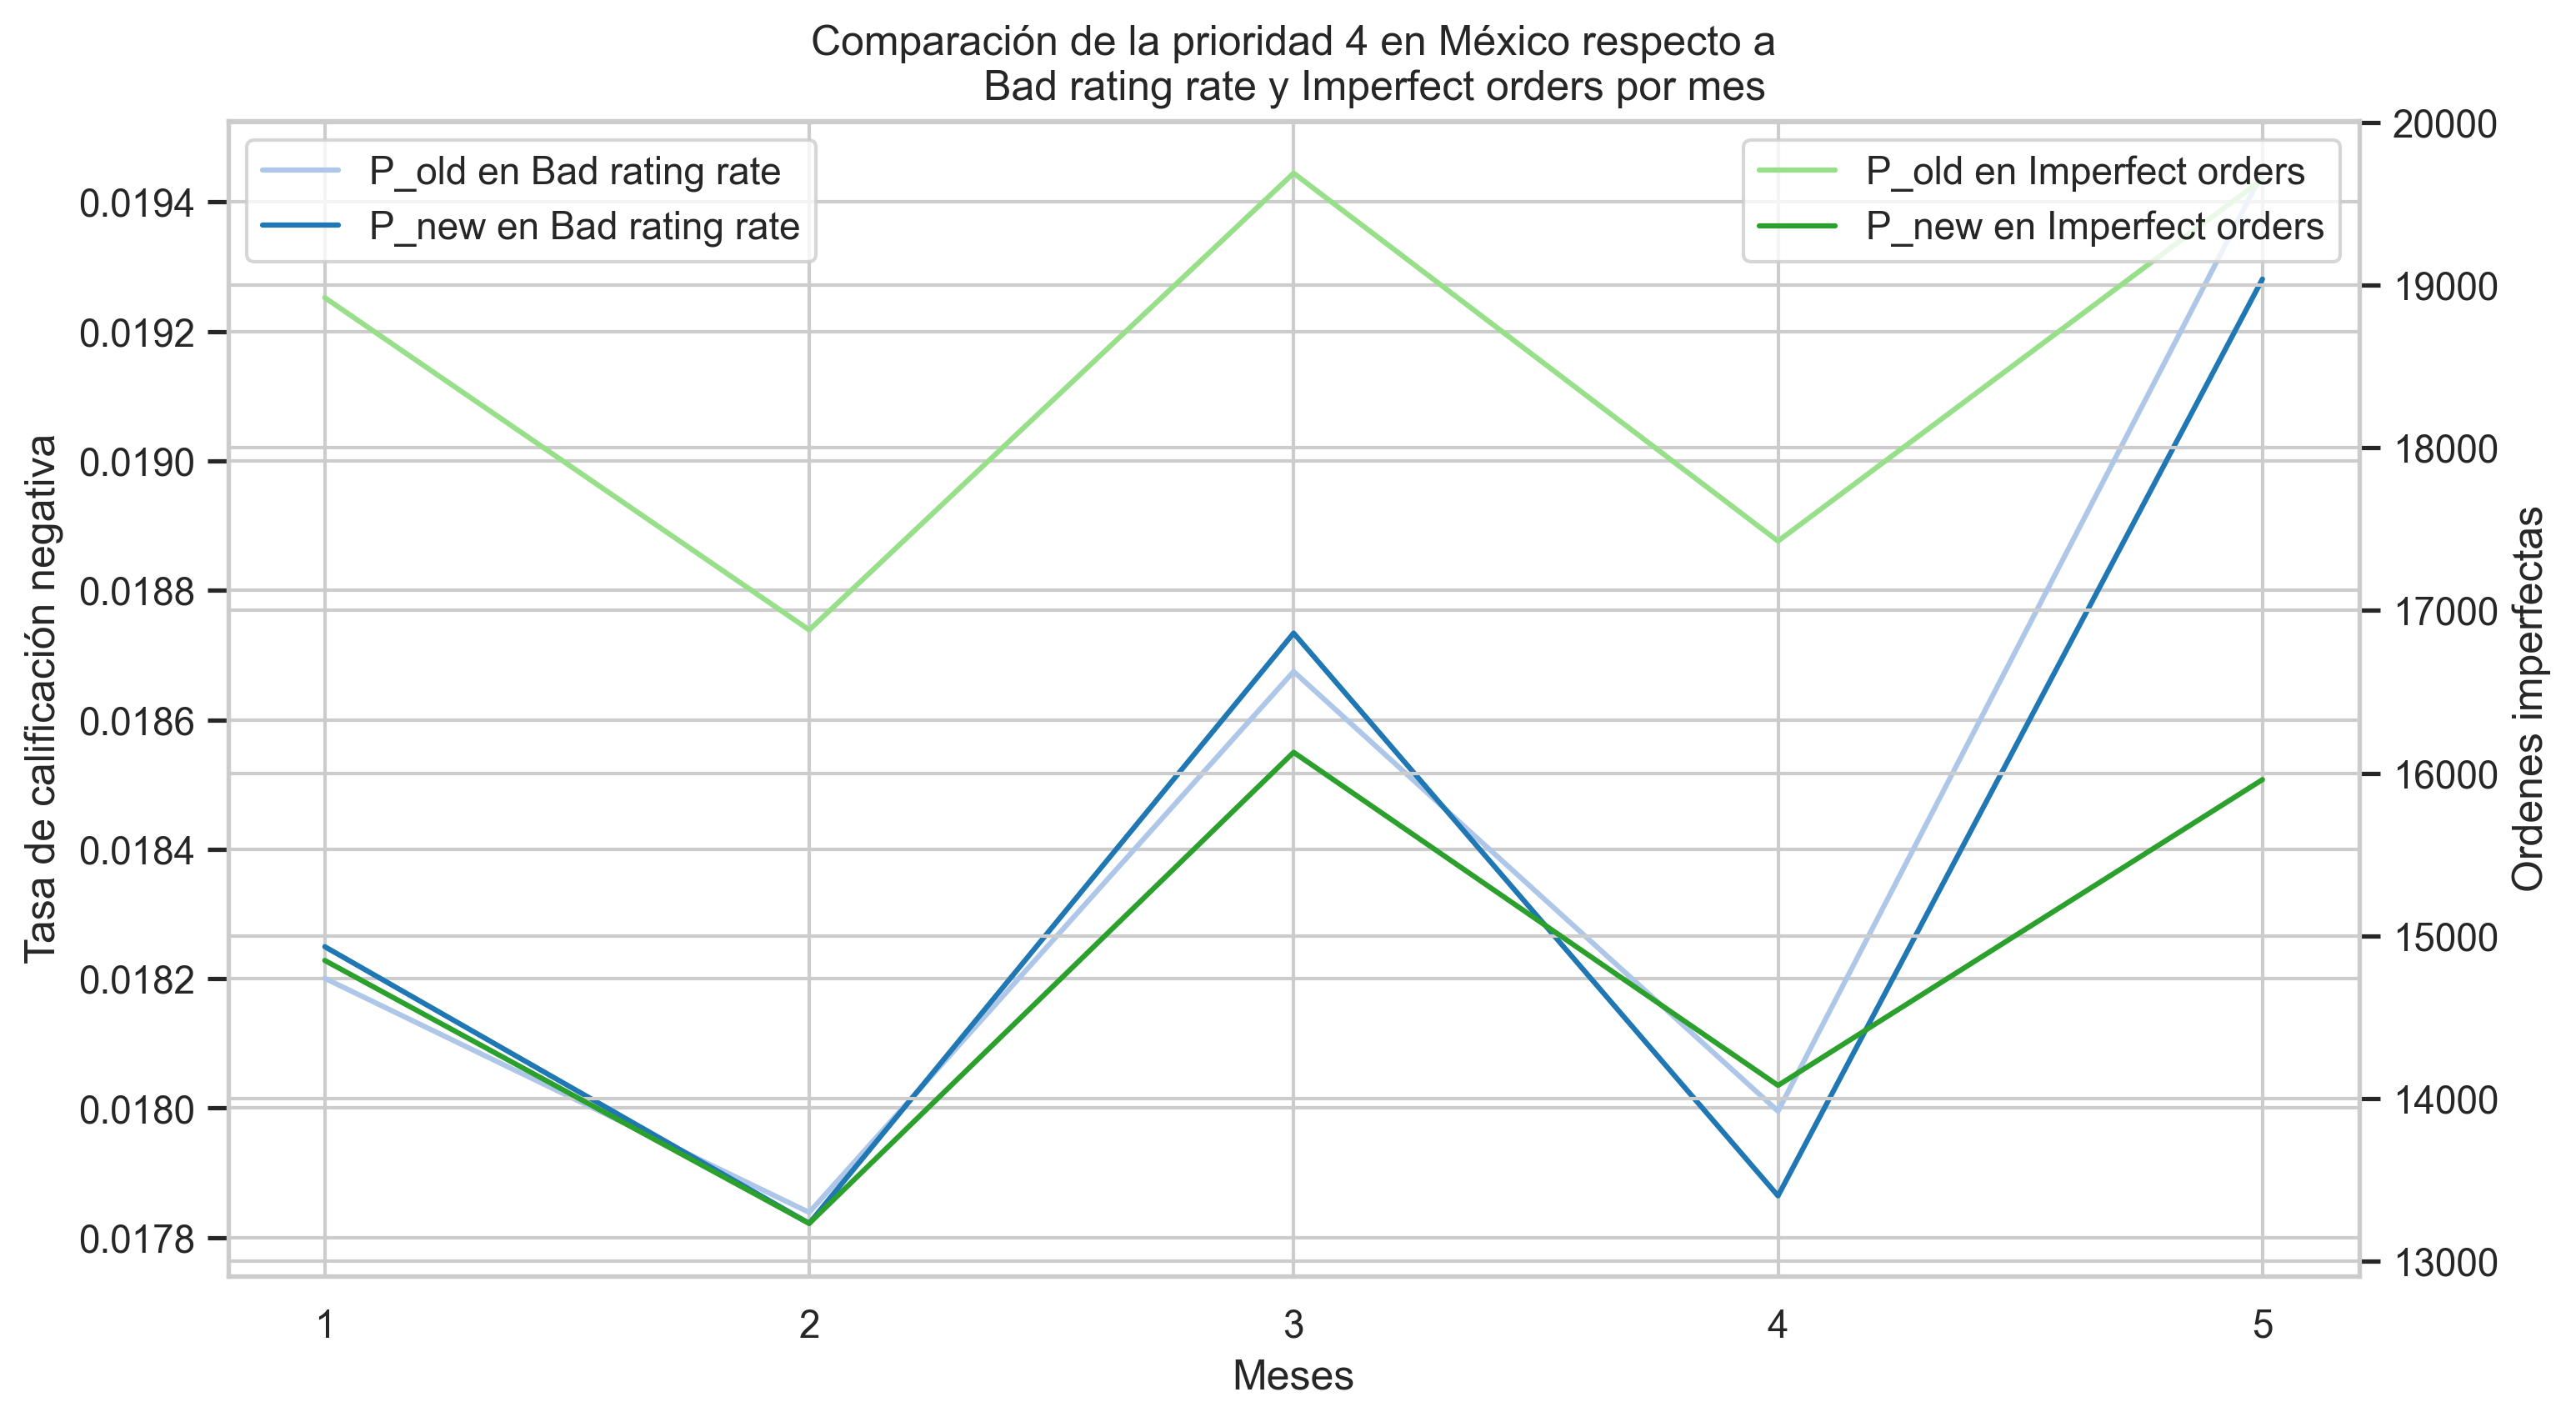 Comparación de la prioridad 4 en México respecto a
Bad rating rate y Imperfect orders por mes
P_old en Bad rating rate
P_new en Bad rating rate
P_old en Imperfect orders
P_new en Imperfect orders
Tasa de calificación negativa
0.0194
0.0192
0.0190
0.0188
0.0186
0.0184
0.0182
0.0180
0.0178
20000
19000
18000
17000
16000
15000
14000
13000
Ordenes imperfectas
1 2 3 4 5
Meses